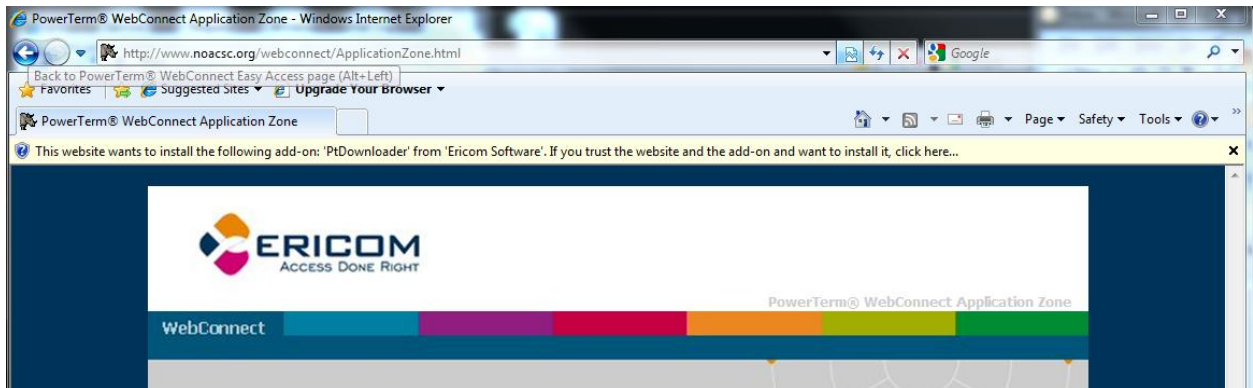 PowerTerm® WebConnect Application Zone - Windows Internet Explorer
http://www.noacsc.org/webconnect/ApplicationZone.html Google
Back to PowerTerm® WebConnect Easy Access page (Alt+Left)
Favorites Suggested Sites Upgrade Your Browser
PowerTerm® WebConnect Application Zone Page Safety Tools
This website wants to install the following add-on: 'PtDownloader' from 'Ericom Software'. If you trust the website and the add-on and want to install it, click here...
ERICOM
ACCESS DONE RIGHT
PowerTerm® WebConnect Application Zone
WebConnect